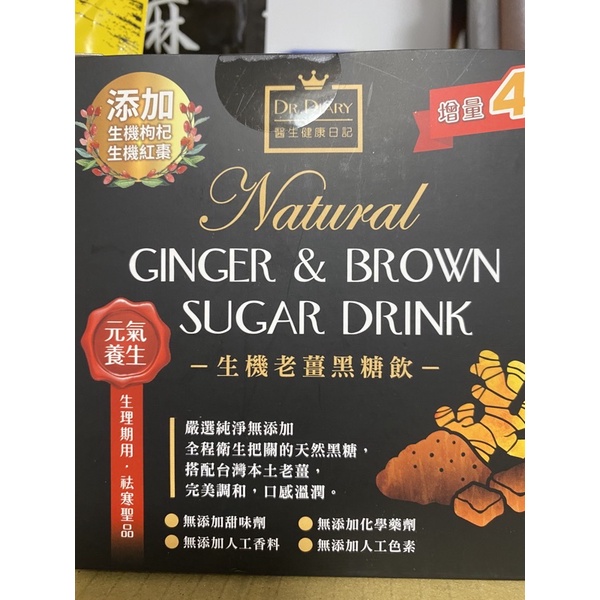 麻
添加
生機枸杞
生機紅棗
DR. DIARY
醫生健康日記
增量4
Natural
GINGER & BROWN
SUGAR DRINK
生機老薑黑糖飲
元氣
養生
生理期用，祛寒聖品
嚴選純淨無添加
全程衛生把關的天然黑糖，
搭配台灣本土老薑，
完美調和，口感溫潤。
無添加甜味劑
無添加化學藥劑
無添加人工香料
無添加人工色素